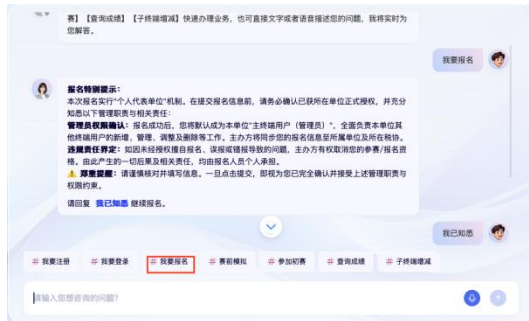 赛】【查询成绩】【子终端增减】快速办理业务，也可直接文字或者语音描述您的问题，我将实时为
您解答。
我要报名
报名特别提示：
本次报名实行“个人代表单位”机制。在提交报名信息前，请务必确认已获所在单位正式授权，并充分
知悉以下管理职责与相关责任：
管理员权限确认：报名成功后，您将默认成为本单位“主终端用户（管理员）”，全面负责本单位其
他终端用户的新增、管理、调整及删除等工作。主办方将同步您的报名信息至所属单位及所在税协。
违规责任界定：如因未经授权擅自报名、误报或错报导致的问题，主办方有权取消您的参赛/报名资
格。由此产生的一切后果及相关责任，均由报名人员个人承担。
⚠️ 郑重提醒：请谨慎核对并填写信息。一旦点击提交，即视为您已完全确认并接受上述管理职责与
权限约束。
请回复 我已知悉 继续报名。
我已知悉
# 我要注册 # 我要登录 # 我要报名 # 赛前模拟 # 参加初赛 # 查询成绩 # 子终端增减
请输入您想咨询的问题?